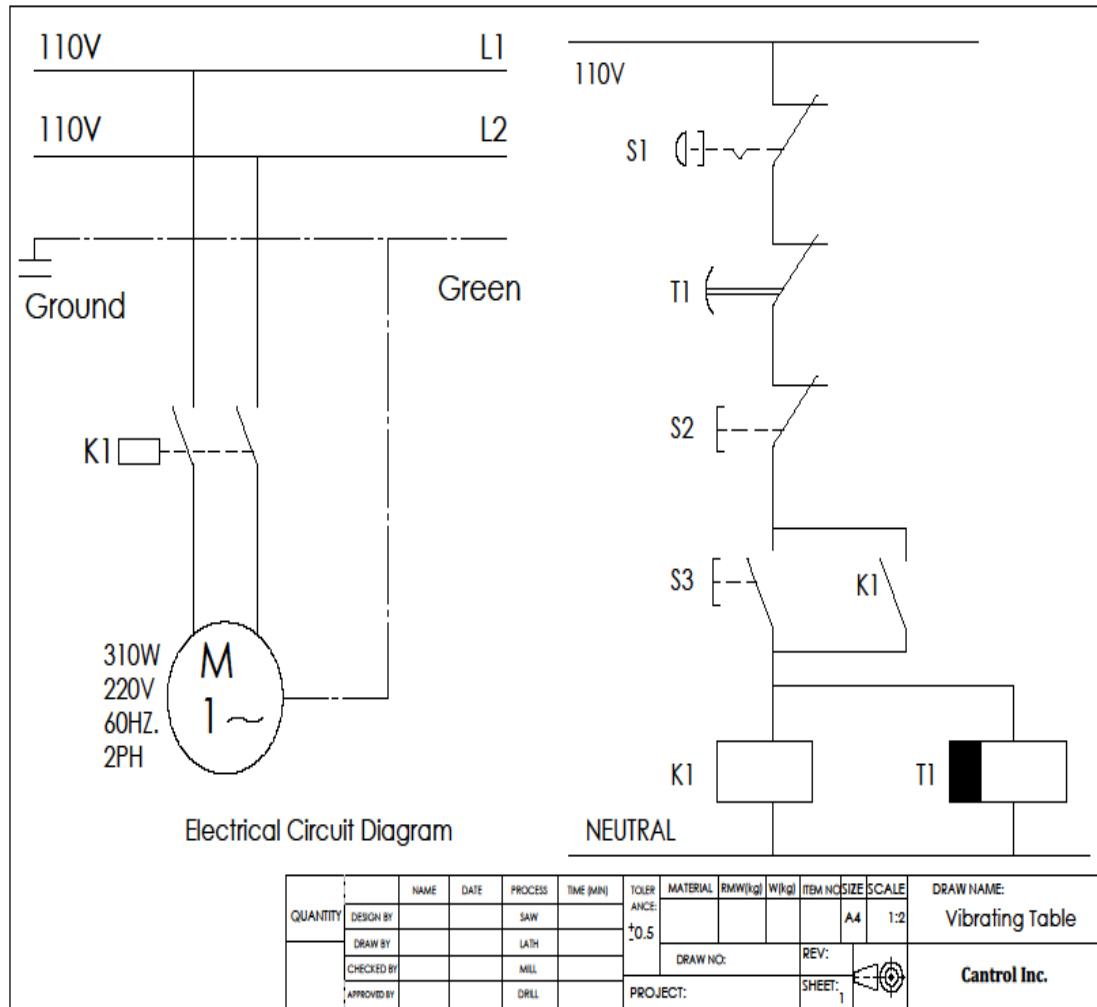 110V L1
110V L2
Ground
Green
K1
310W
220V
60HZ.
2PH
M
1~
Electrical Circuit Diagram
110V
S1
T1
S2
S3
K1
K1
T1
NEUTRAL
QUANTITY
NAME DATE PROCESS TIME (MIN)
DESIGN BY SAW
DRAW BY LATH
CHECKED BY MILL
APPROVED BY DRILL
TOLER
ANCE:
±0.5
MATERIAL RMW(kg) W(kg) ITEM NO SIZE SCALE
A4 1:2
DRAW NO: REV:
PROJECT: SHEET: 1
DRAW NAME:
Vibrating Table
Cantrol Inc.